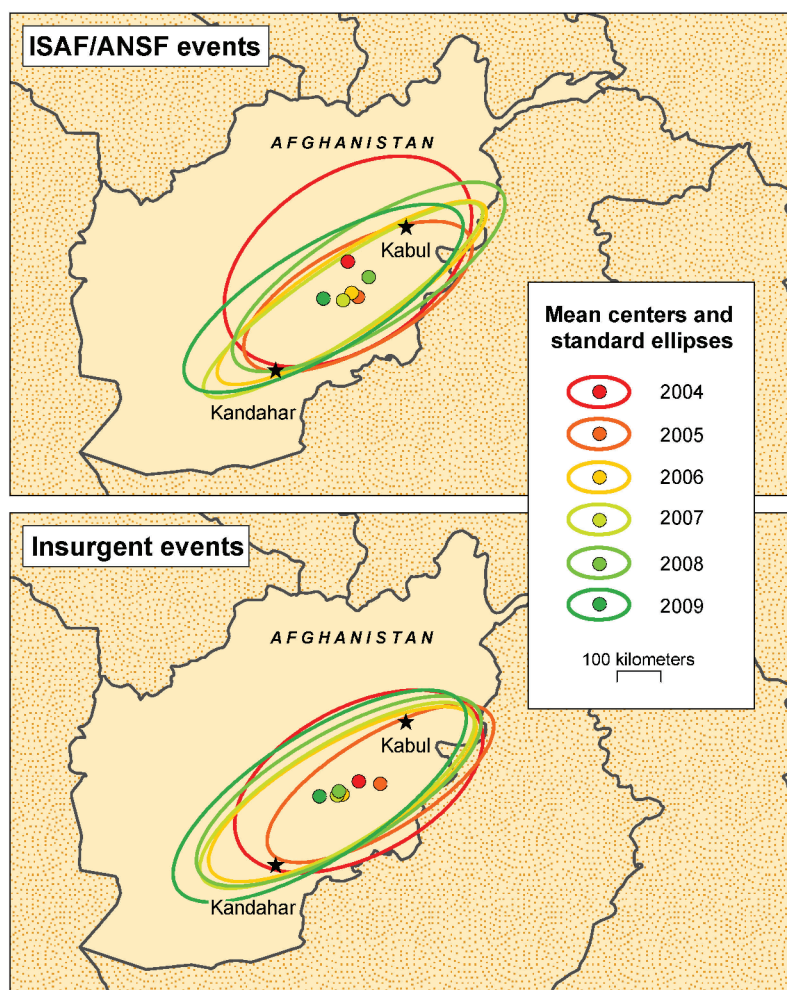 ISAF/ANSF events
AFGHANISTAN
Kabul
Kandahar
Mean centers and
standard ellipses
2004
2005
2006
2007
2008
2009
100 kilometers
Insurgent events
AFGHANISTAN
Kabul
Kandahar